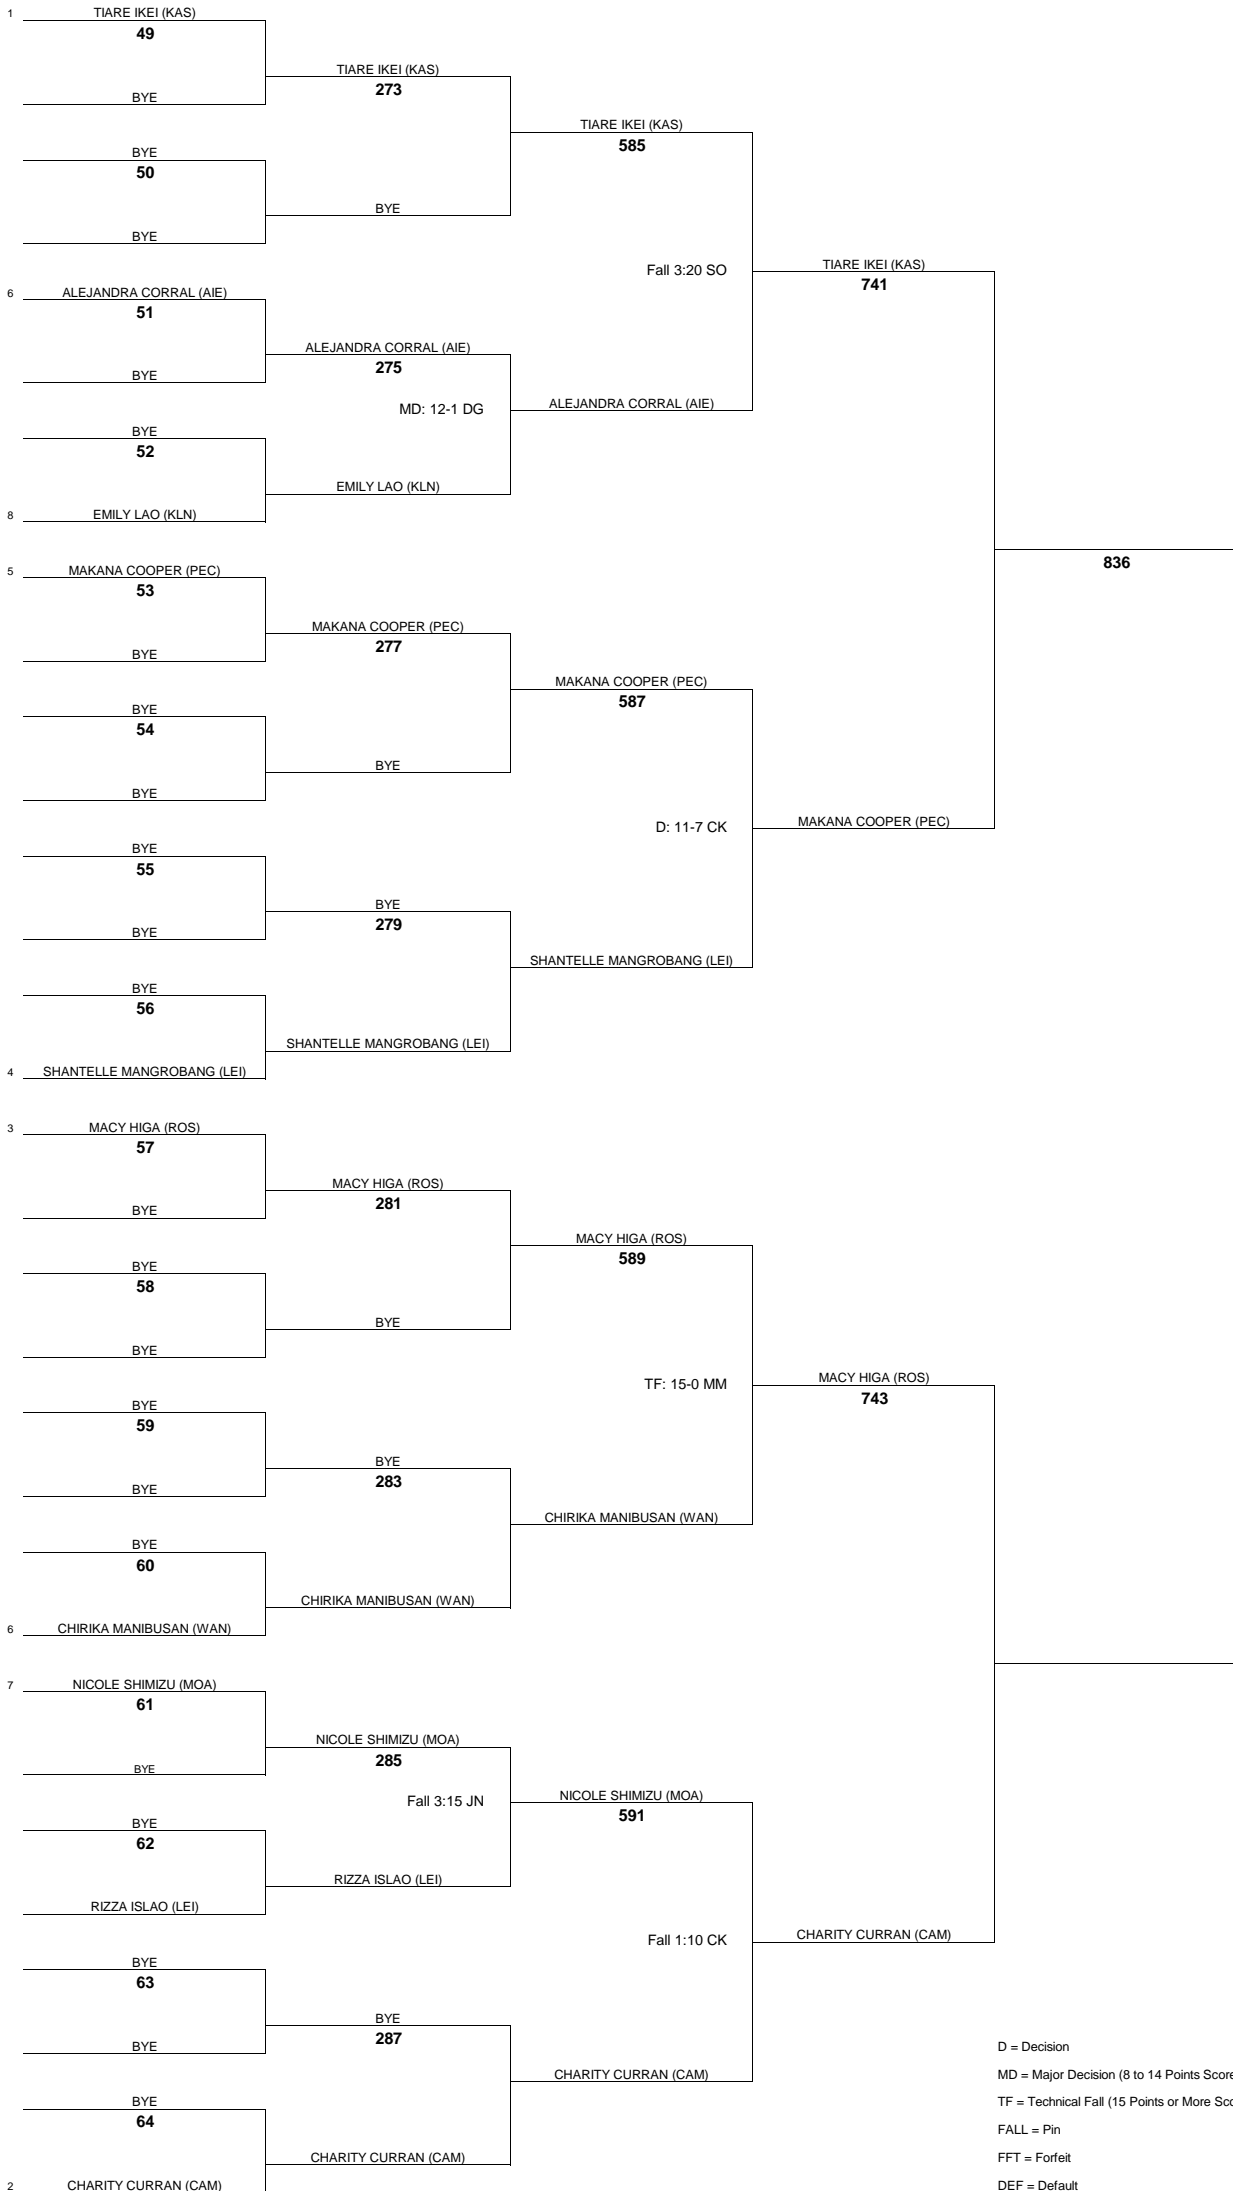 1 TIARE IKEI (KAS)
49
TIARE IKEI (KAS)
273
BYE
TIARE IKEI (KAS)
585
BYE
50
BYE
BYE
Fall 3:20 SO
TIARE IKEI (KAS)
741
6 ALEJANDRA CORRAL (AIE)
51
ALEJANDRA CORRAL (AIE)
275
BYE
MD: 12-1 DG
ALEJANDRA CORRAL (AIE)
BYE
52
EMILY LAO (KLN)
8 EMILY LAO (KLN)
836
5 MAKANA COOPER (PEC)
53
MAKANA COOPER (PEC)
277
BYE
MAKANA COOPER (PEC)
587
BYE
54
BYE
BYE
D: 11-7 CK
MAKANA COOPER (PEC)
BYE
55
BYE
279
BYE
SHANTELLE MANGROBANG (LEI)
BYE
56
SHANTELLE MANGROBANG (LEI)
4 SHANTELLE MANGROBANG (LEI)
3 MACY HIGA (ROS)
57
MACY HIGA (ROS)
281
BYE
MACY HIGA (ROS)
589
BYE
58
BYE
BYE
TF: 15-0 MM
MACY HIGA (ROS)
743
BYE
59
BYE
283
BYE
CHIRIKA MANIBUSAN (WAN)
BYE
60
CHIRIKA MANIBUSAN (WAN)
6 CHIRIKA MANIBUSAN (WAN)
7 NICOLE SHIMIZU (MOA)
61
NICOLE SHIMIZU (MOA)
285
BYE
Fall 3:15 JN
NICOLE SHIMIZU (MOA)
591
BYE
62
RIZZA ISLAO (LEI)
RIZZA ISLAO (LEI)
Fall 1:10 CK
CHARITY CURRAN (CAM)
BYE
63
BYE
287
BYE
CHARITY CURRAN (CAM)
BYE
64
CHARITY CURRAN (CAM)
2 CHARITY CURRAN (CAM)
D = Decision
MD = Major Decision (8 to 14 Points Score
TF = Technical Fall (15 Points or More Sco
FALL = Pin
FFT = Forfeit
DEF = Default